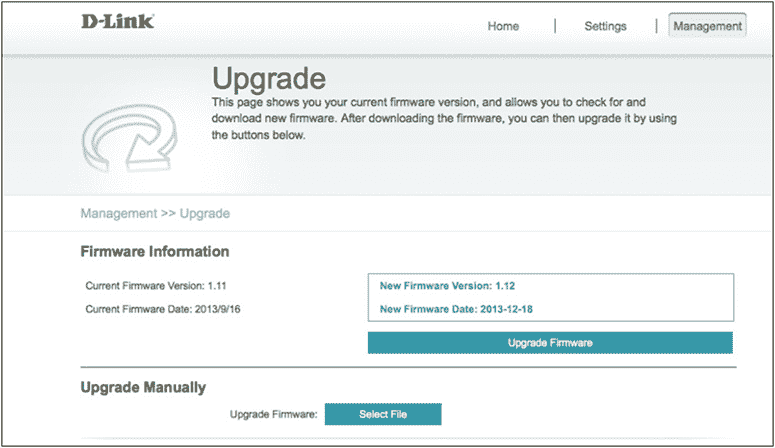 D-Link
Home | Settings | Management
Upgrade
This page shows you your current firmware version, and allows you to check for and
download new firmware. After downloading the firmware, you can then upgrade it by using
the buttons below.
Management >> Upgrade
Firmware Information
Current Firmware Version: 1.11
New Firmware Version: 1.12
Current Firmware Date: 2013/9/16
New Firmware Date: 2013-12-18
Upgrade Firmware
Upgrade Manually
Upgrade Firmware: Select File